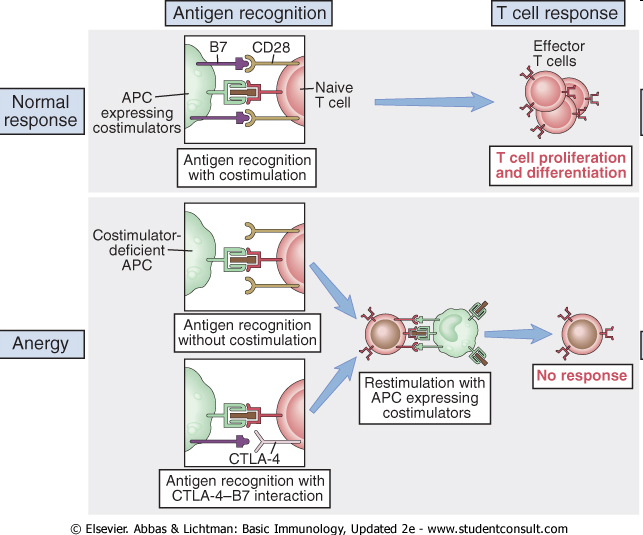 Antigen recognition
T cell response
Normal
response
B7
CD28
APC
expressing
costimulators
Naive
T cell
Antigen recognition
with costimulation
Effector
T cells
T cell proliferation
and differentiation
Anergy
Costimulator-
deficient
APC
Antigen recognition
without costimulation
CTLA-4
Antigen recognition with
CTLA-4–B7 interaction
Restimulation with
APC expressing
costimulators
No response
© Elsevier. Abbas & Lichtman: Basic Immunology, Updated 2e - www.studentconsult.com